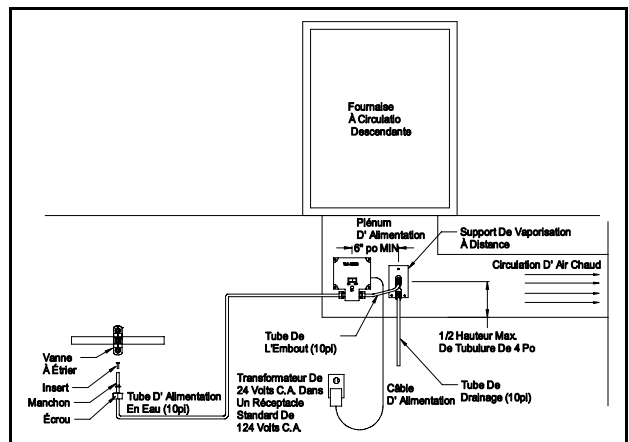 Fournaise
À Circulatio
Descendante
Plénum
D' Alimentation
6" po MIN
Support De Vaporisation
À Distance
Circulation D' Air Chaud
Tube De
L'Embout (10pi)
1/2 Hauteur Max.
De Tubulure De 4 Po
Vanne
À Étrier
Insert
Manchon
Écrou
Tube D' Alimentation
En Eau (10pi)
Transformateur De
24 Volts C.A. Dans
Un Réceptacle
Standard De
124 Volts C.A.
Câble
D' Alimentation
Tube De
Drainage (10pi)